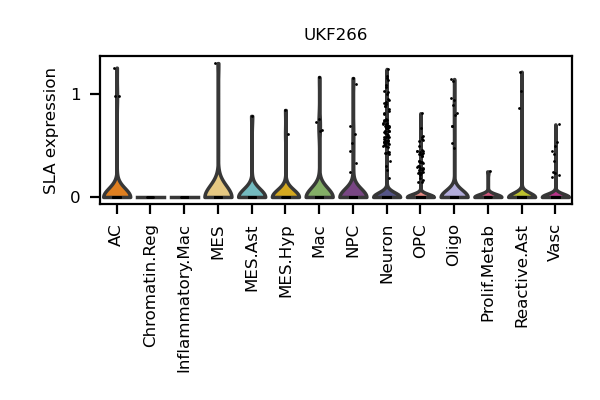 UKF266
SLA expression
1
0
AC
Chromatin.Reg
Inflammatory.Mac
MES
MES.Ast
MES.Hyp
Mac
NPC
Neuron
OPC
Oligo
Prolif.Metab
Reactive.Ast
Vasc